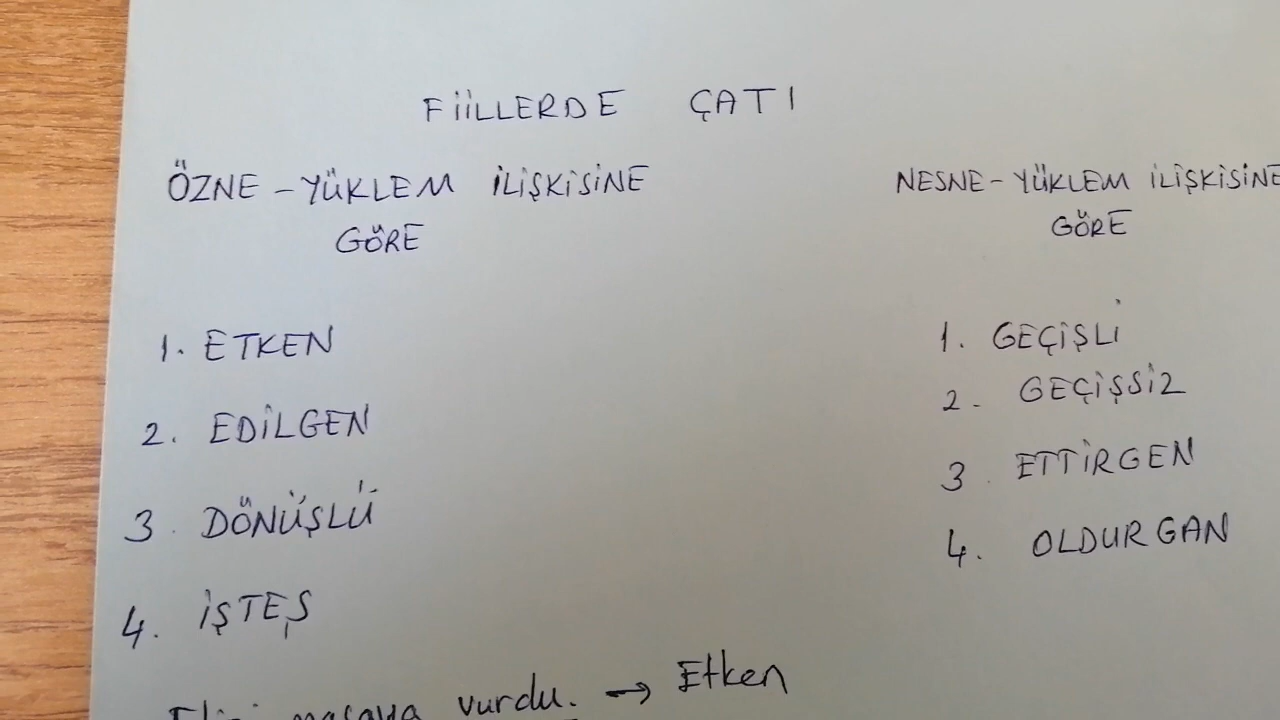 FİİLLERDE ÇATI
ÖZNE - YÜKLEM İLİŞKİSİNE
GÖRE
1. ETKEN
2. EDİLGEN
3. DÖNÜŞLÜ
4. İŞTEŞ
NESNE - YÜKLEM İLİŞKİSİNE
GÖRE
1. GEÇİŞLİ
2. GEÇİŞSİZ
3. ETTİRGEN
4. OLDURGAN
Elini masaya vurdu. → Etken